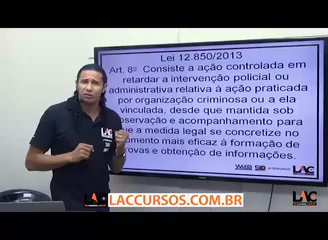 Lei 12.850/2013
Art. 8º Consiste a ação controlada em
retardar a intervenção policial ou
administrativa relativa à ação praticada
por organização criminosa ou a ela
vinculada, desde que mantida sob
observação e acompanhamento para
que a medida legal se concretize no
momento mais eficaz à formação de
provas e obtenção de informações.
LAC
LAC
LACCURSOS.COM.BR
LAC